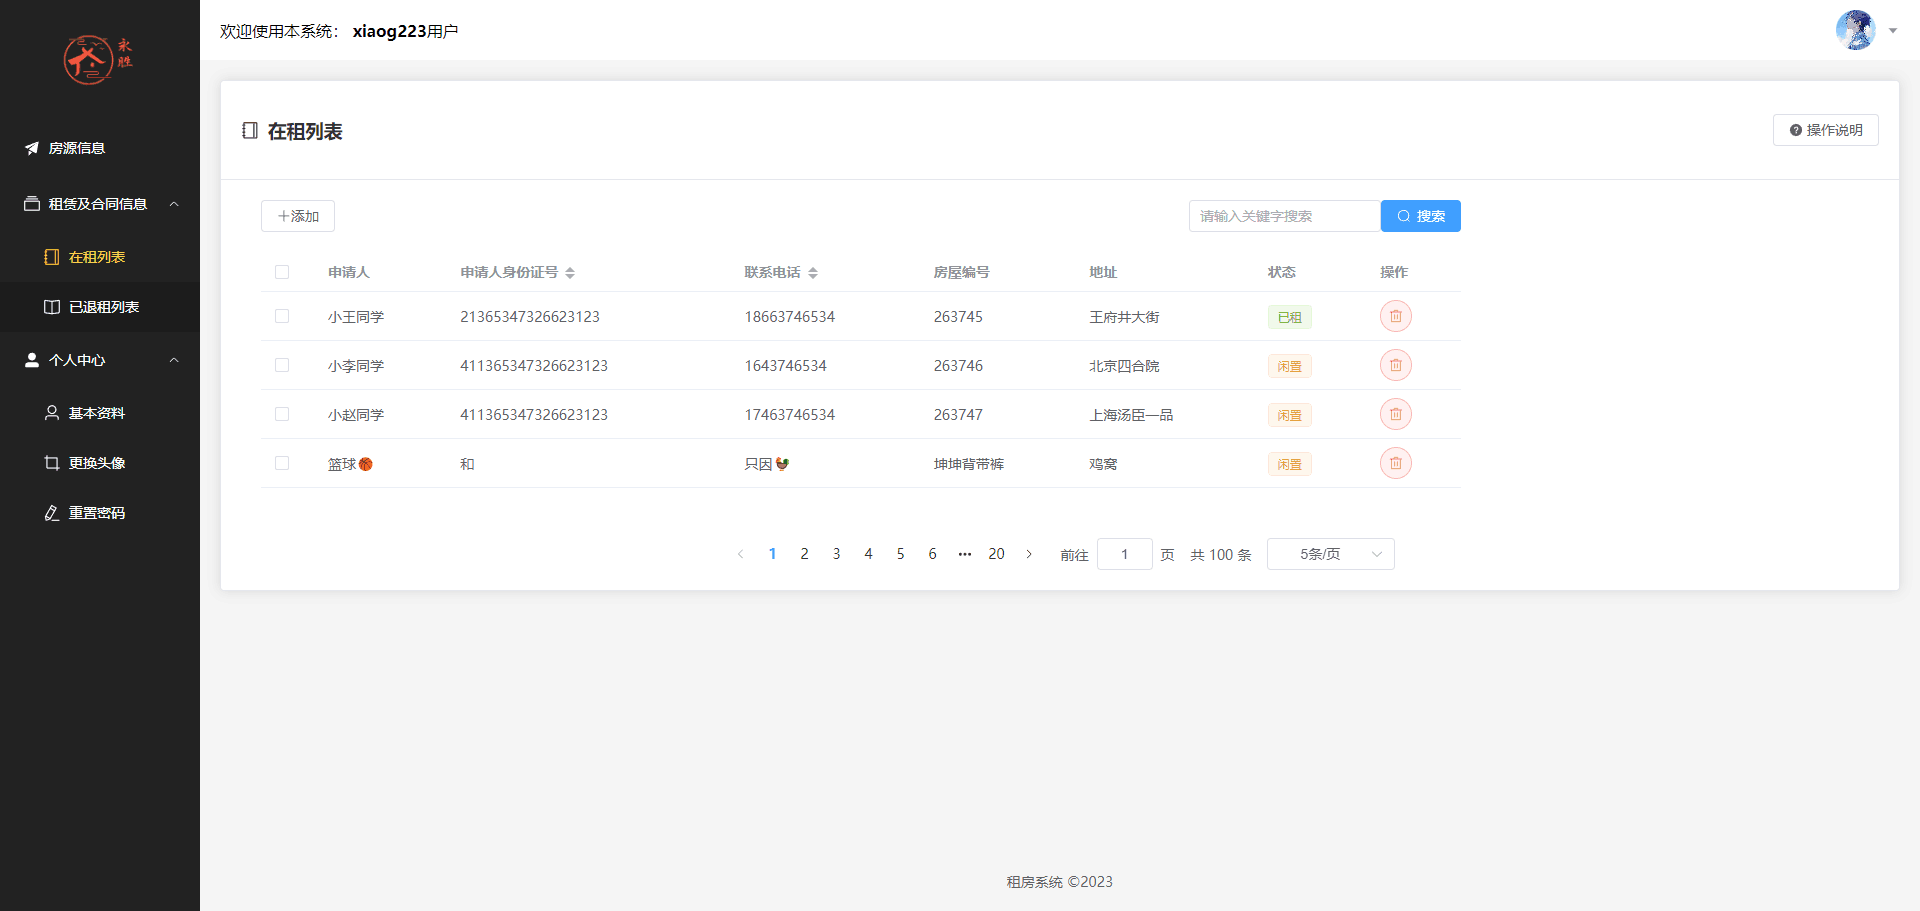 永胜
欢迎使用本系统： xiaog223用户
房源信息
租赁及合同信息
在租列表
已退租列表
个人中心
基本资料
更换头像
重置密码
在租列表
操作说明
添加
请输入关键字搜索
搜索
申请人 申请人身份证号 联系电话 房屋编号 地址 状态 操作
小王同学 21365347326623123 18663746534 263745 王府井大街 已租
小李同学 411365347326623123 1643746534 263746 北京四合院 闲置
小赵同学 411365347326623123 17463746534 263747 上海汤臣一品 闲置
篮球🏀 和 只因🐓 坤坤背带裤 鸡窝 闲置
1 2 3 4 5 6 ··· 20 前往 1 页 共 100 条 5条/页
租房系统 ©2023